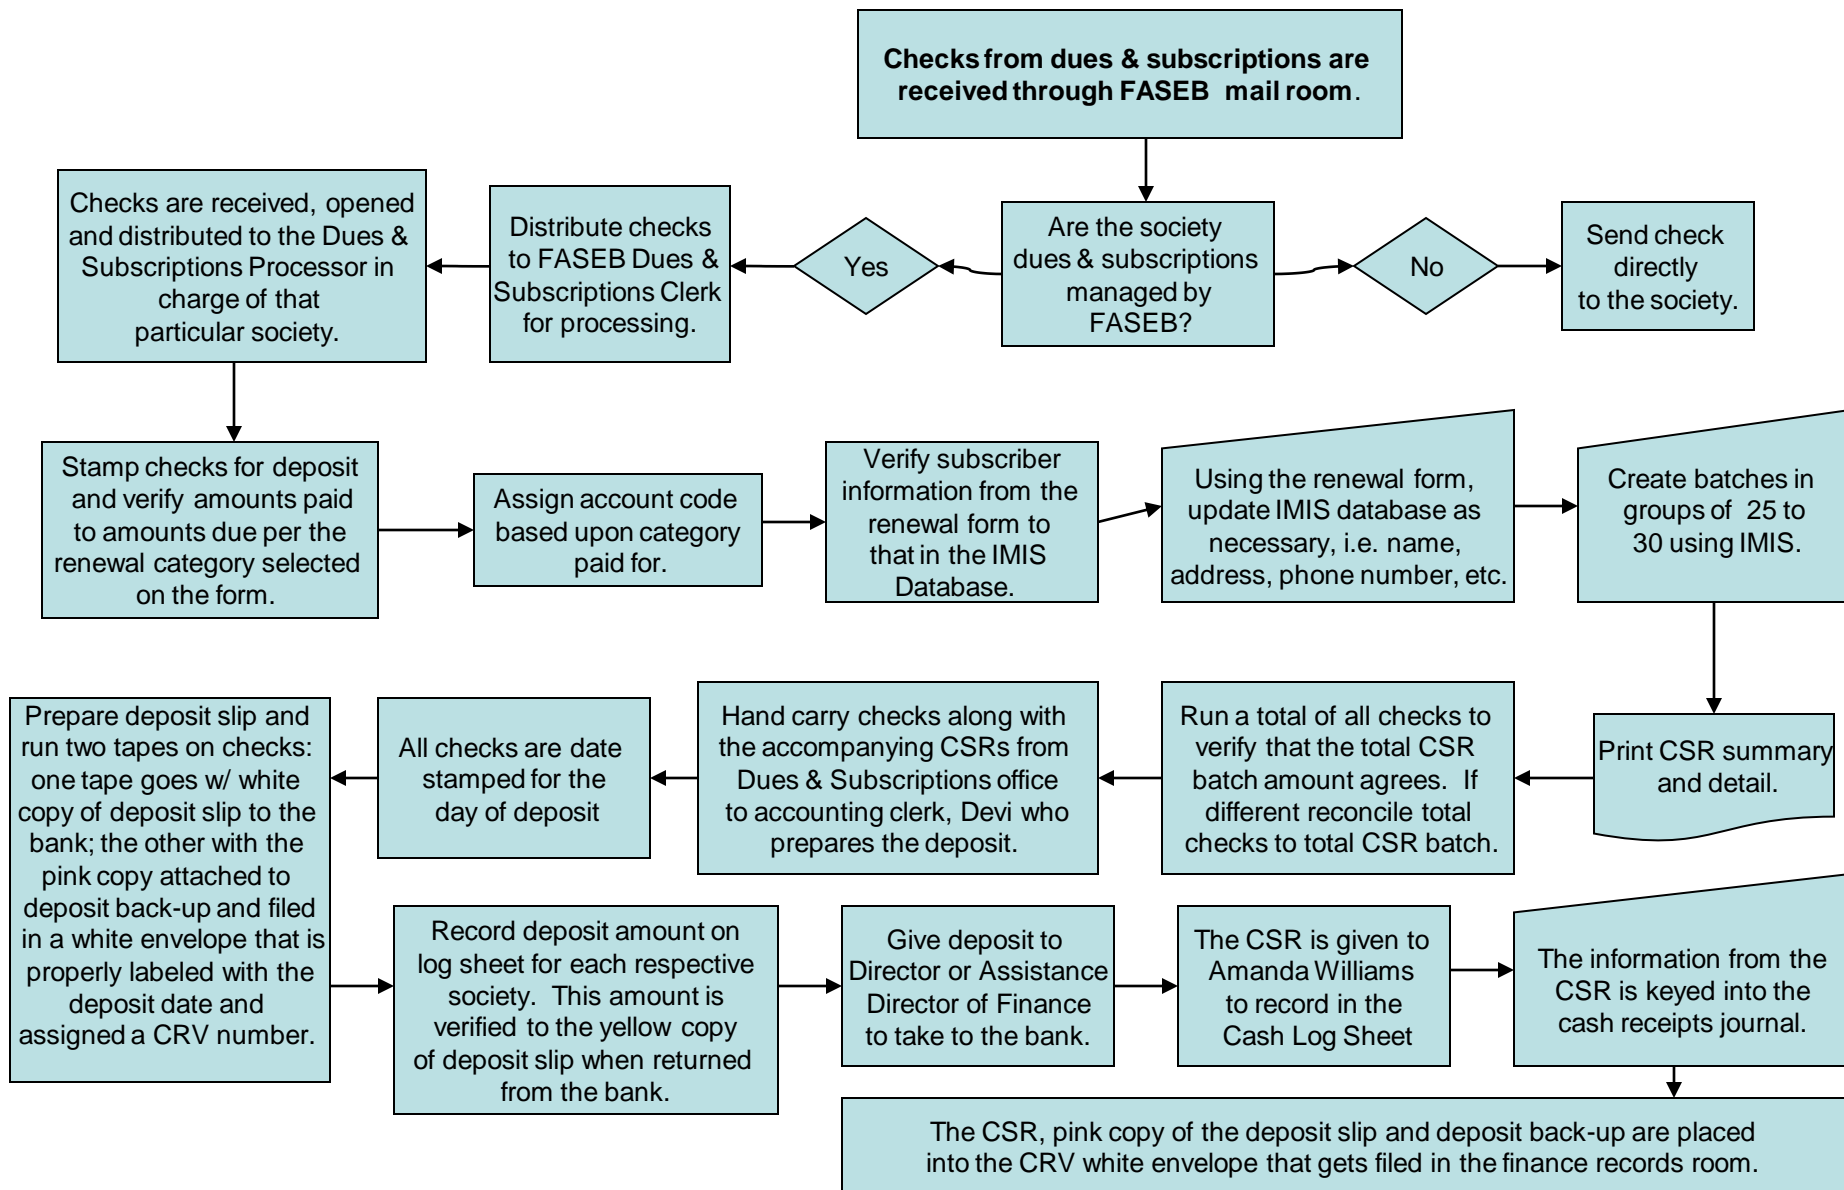 Checks from dues & subscriptions are
received through FASEB mail room.
Are the society
dues & subscriptions
managed by
FASEB?
No
Send check
directly
to the society.
Yes
Distribute checks
to FASEB Dues &
Subscriptions Clerk
for processing.
Checks are received, opened
and distributed to the Dues &
Subscriptions Processor in
charge of that
particular society.
Stamp checks for deposit
and verify amounts paid
to amounts due per the
renewal category selected
on the form.
Assign account code
based upon category
paid for.
Verify subscriber
information from the
renewal form to
that in the IMIS
Database.
Using the renewal form,
update IMIS database as
necessary, i.e. name,
address, phone number, etc.
Create batches in
groups of 25 to
30 using IMIS.
Print CSR summary
and detail.
Run a total of all checks to
verify that the total CSR
batch amount agrees. If
different reconcile total
checks to total CSR batch.
Hand carry checks along with
the accompanying CSRs from
Dues & Subscriptions office
to accounting clerk, Devi who
prepares the deposit.
All checks are date
stamped for the
day of deposit
Prepare deposit slip and
run two tapes on checks:
one tape goes w/ white
copy of deposit slip to the
bank; the other with the
pink copy attached to
deposit back-up and filed
in a white envelope that is
properly labeled with the
deposit date and
assigned a CRV number.
Record deposit amount on
log sheet for each respective
society. This amount is
verified to the yellow copy
of deposit slip when returned
from the bank.
Give deposit to
Director or Assistance
Director of Finance
to take to the bank.
The CSR is given to
Amanda Williams
to record in the
Cash Log Sheet
The information from the
CSR is keyed into the
cash receipts journal.
The CSR, pink copy of the deposit slip and deposit back-up are placed
into the CRV white envelope that gets filed in the finance records room.